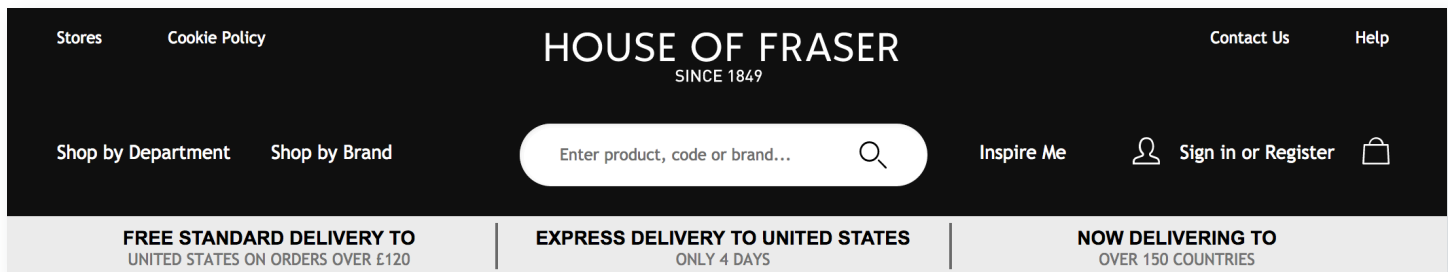 Stores
Cookie Policy
HOUSE OF FRASER
SINCE 1849
Contact Us
Help
Shop by Department
Shop by Brand
Enter product, code or brand...
Inspire Me
Sign in or Register
FREE STANDARD DELIVERY TO
UNITED STATES ON ORDERS OVER £120
EXPRESS DELIVERY TO UNITED STATES
ONLY 4 DAYS
NOW DELIVERING TO
OVER 150 COUNTRIES